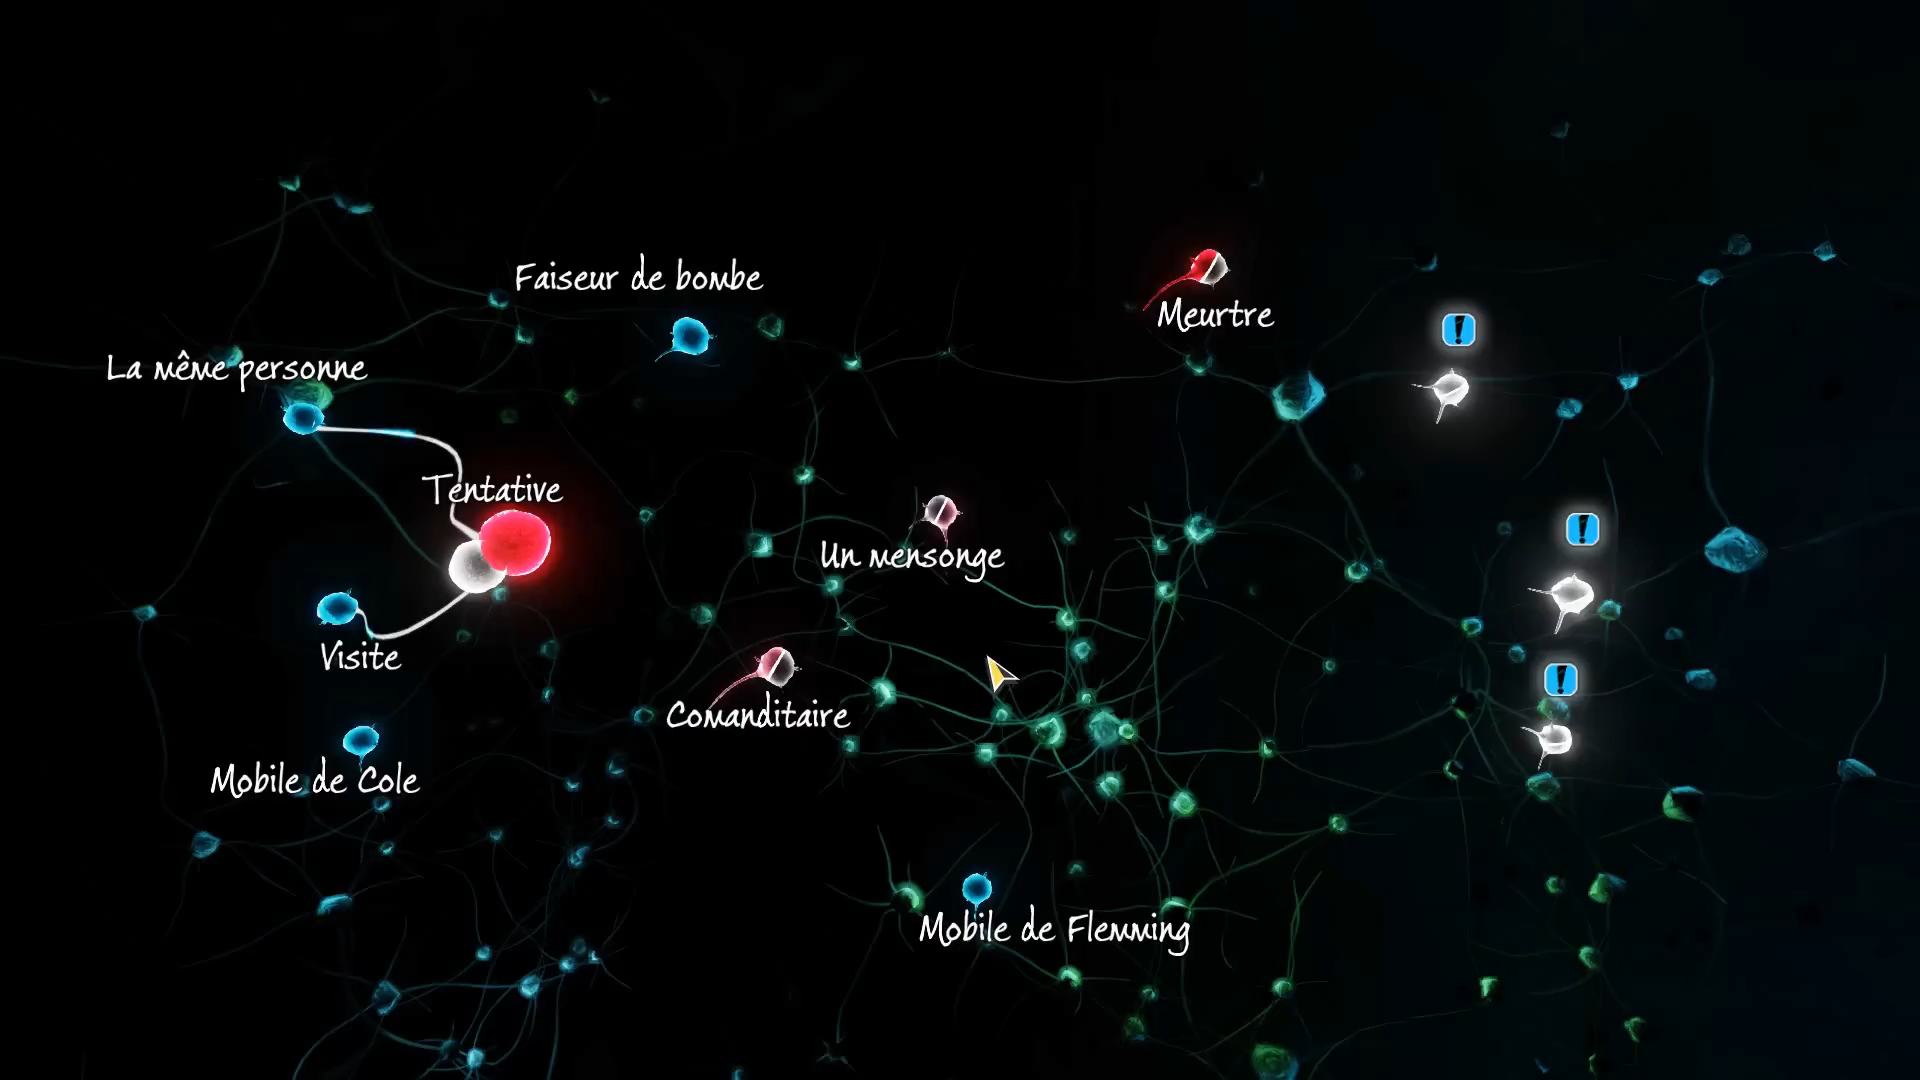 Faiseur de bombe
Meurtre
La même personne
Tentative
Un mensonge
Visite
Comanditaire
Mobile de Cole
Mobile de Flemming